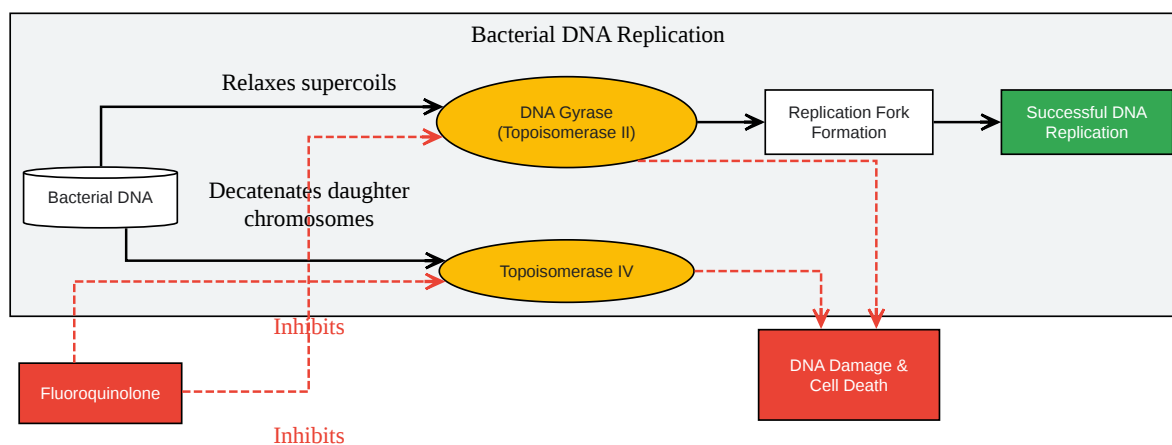 Bacterial DNA Replication
Relaxes supercoils
DNA Gyrase
(Topoisomerase II)
Replication Fork
Formation
Successful DNA
Replication
Bacterial DNA
Decatenates daughter
chromosomes
Topoisomerase IV
Inhibits
Fluoroquinolone
DNA Damage &
Cell Death
Inhibits